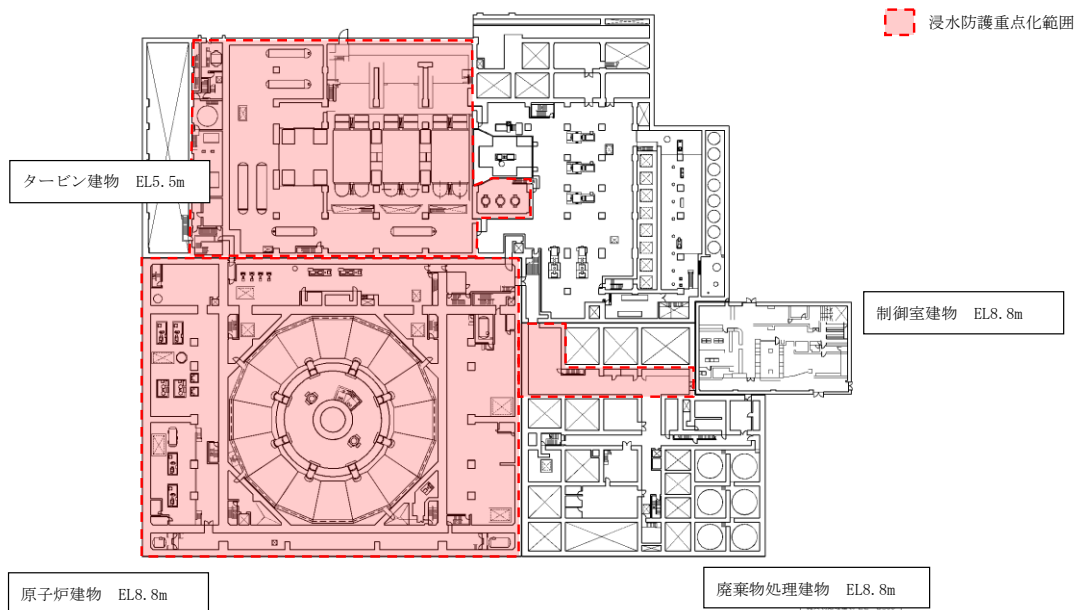 浸水防護重点化範囲
タービン建物 EL5.5m
制御室建物 EL8.8m
原子炉建物 EL8.8m
廃棄物処理建物 EL8.8m